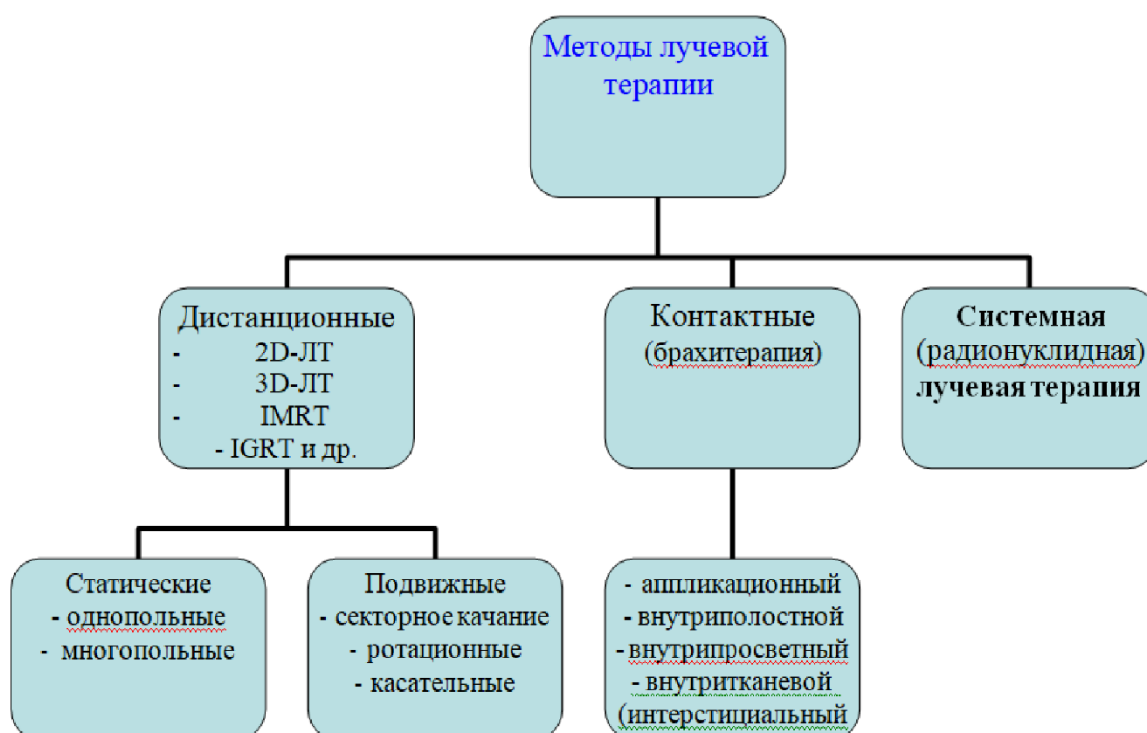 Методы лучевой
терапии
Дистанционные
- 2D-ЛТ
- 3D-ЛТ
- IMRT
- IGRT и др.
Контактные
(брахитерапия)
Системная
(радионуклидная)
лучевая терапия
Статические
- однопольные
- многопольные
Подвижные
- секторное качание
- ротационные
- касательные
- аппликационный
- внутриполостной
- внутрипросветный
- внутритканевой
(интерстициальный